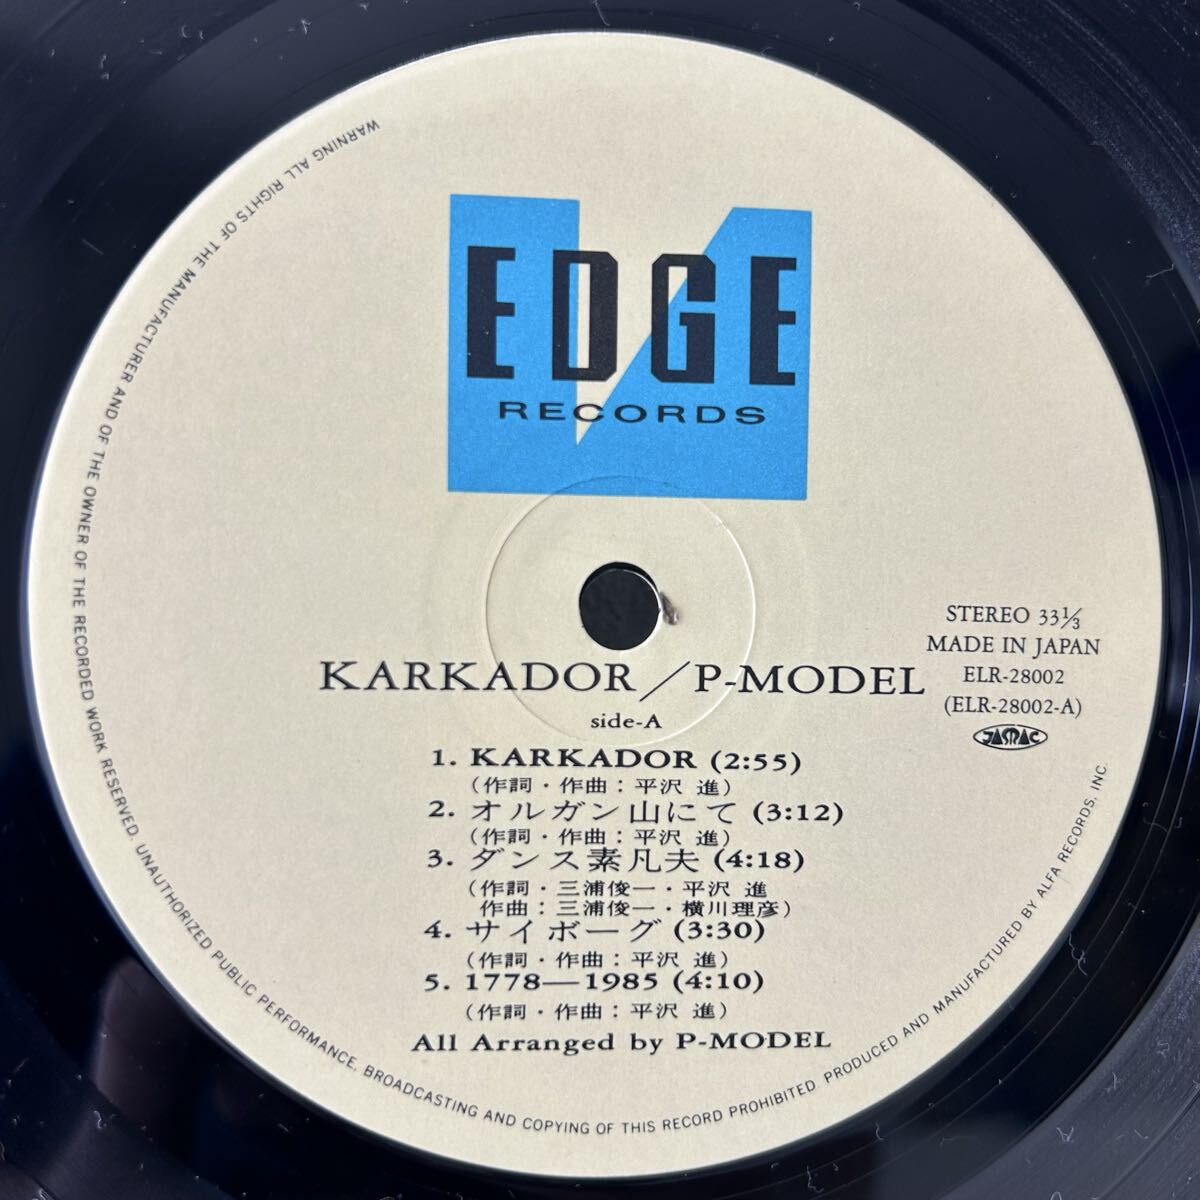 EDGE
RECORDS
STEREO 33⅓
MADE IN JAPAN
ELR-28002
(ELR-28002-A)
JASRAC
KARKADOR／P-MODEL
side-A
1. KARKADOR (2:55)
(作詞・作曲：平沢 進)
2. オルガン山にて (3:12)
(作詞・作曲：平沢 進)
3. ダンス素凡夫 (4:18)
(作詞・三浦俊一・平沢 進
作曲：三浦俊一・横川理彦)
4. サイボーグ (3:30)
(作詞・作曲：平沢 進)
5. 1778—1985 (4:10)
(作詞・作曲：平沢 進)
All Arranged by P-MODEL
WARNING ALL RIGHTS OF THE MANUFACTURER AND OF THE OWNER OF THE RECORDED WORK RESERVED. UNAUTHORIZED PUBLIC PERFORMANCE, BROADCASTING AND COPYING OF THIS RECORD PROHIBITED PRODUCED AND MANUFACTURED BY ALFA RECORDS, INC.